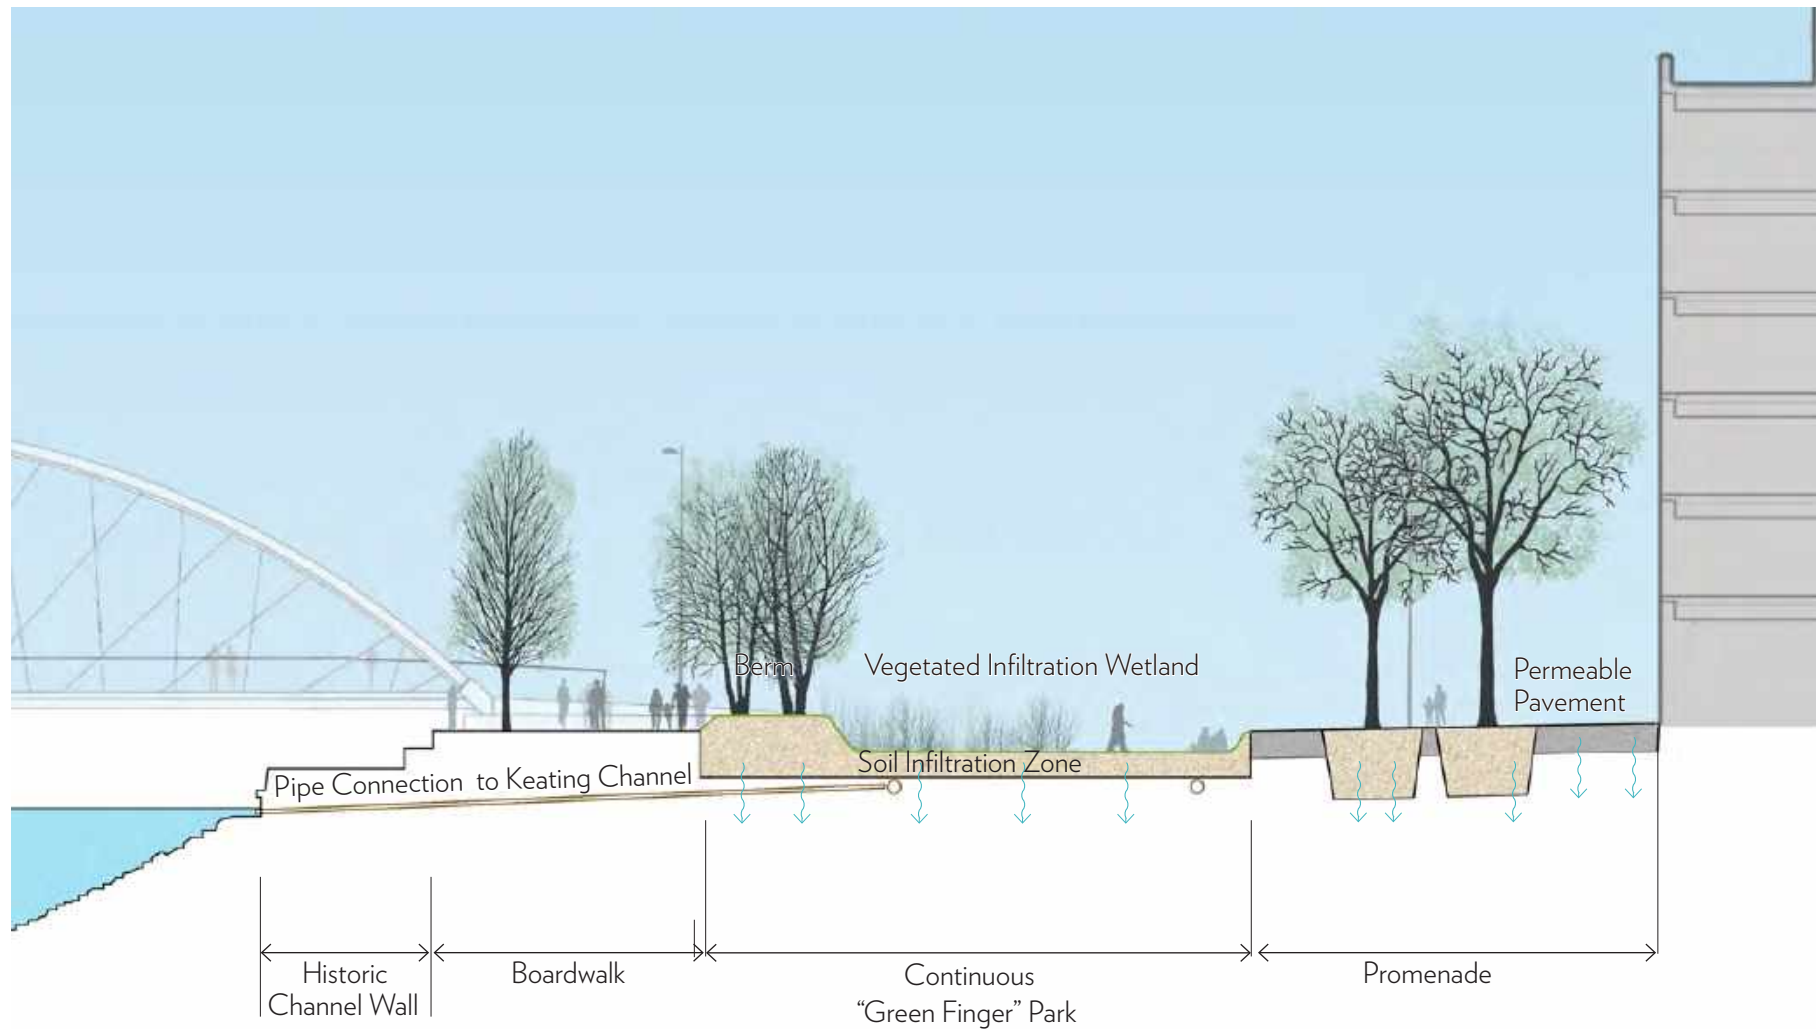 Berm
Vegetated Infiltration Wetland
Permeable
Pavement
Soil Infiltration Zone
Pipe Connection to Keating Channel
Historic
Channel Wall
Boardwalk
Continuous
“Green Finger” Park
Promenade